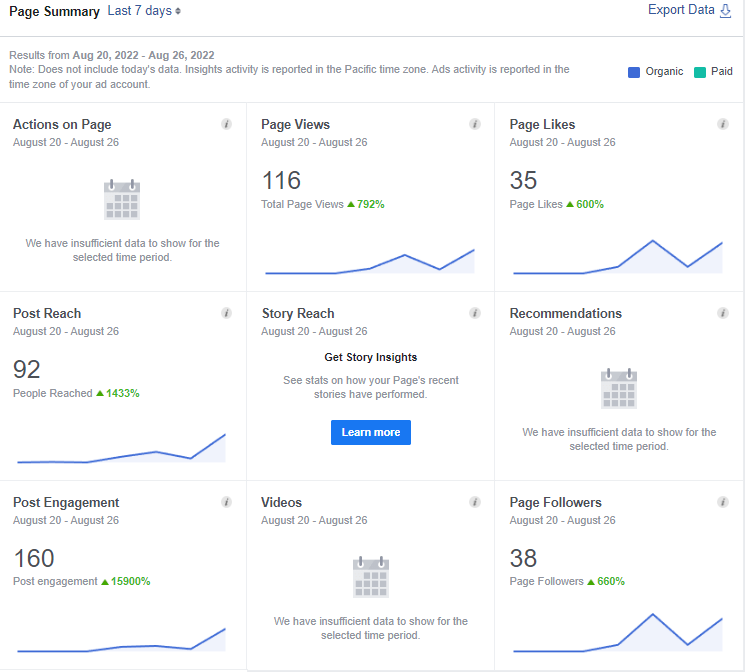 Page Summary Last 7 days
Export Data
Results from Aug 20, 2022 - Aug 26, 2022
Note: Does not include today's data. Insights activity is reported in the Pacific time zone. Ads activity is reported in the
time zone of your ad account.
Organic Paid
Actions on Page i
August 20 - August 26
We have insufficient data to show for the
selected time period.
Page Views i
August 20 - August 26
116
Total Page Views ▲792%
Page Likes i
August 20 - August 26
35
Page Likes ▲600%
Post Reach i
August 20 - August 26
92
People Reached ▲1433%
Story Reach i
August 20 - August 26
Get Story Insights
See stats on how your Page's recent
stories have performed.
Learn more
Recommendations i
August 20 - August 26
We have insufficient data to show for the
selected time period.
Post Engagement i
August 20 - August 26
160
Post engagement ▲15900%
Videos i
August 20 - August 26
We have insufficient data to show for the
selected time period.
Page Followers i
August 20 - August 26
38
Page Followers ▲660%